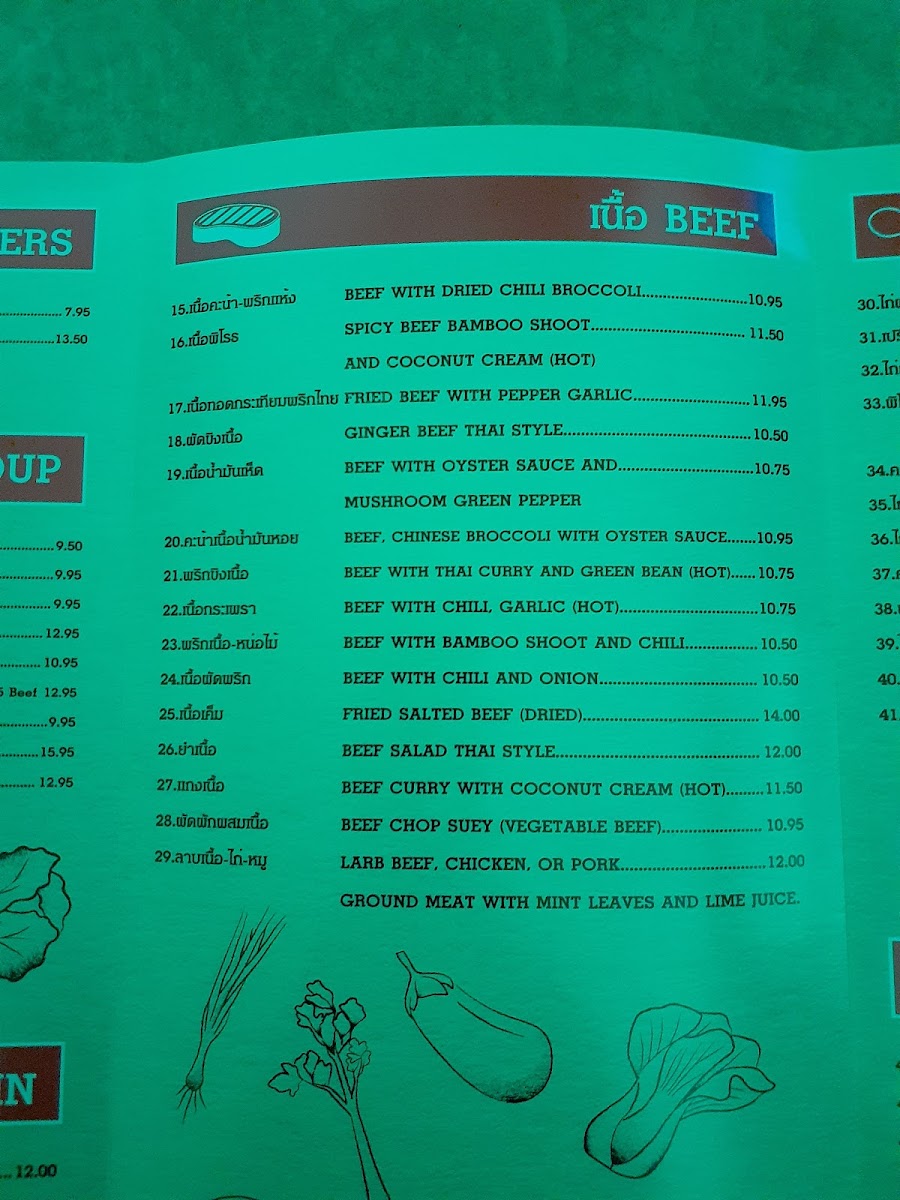 ERS
7.95
13.50
OUP
9.50
9.95
9.95
12.95
10.95
Beef 12.95
9.95
15.95
12.95
IN
12.00
เนื้อ BEEF
15.เนื้อคะน้า-พริกแห้ง BEEF WITH DRIED CHILI BROCCOLI 10.95
16.เนื้อพิโรธ SPICY BEEF BAMBOO SHOOT 11.50
AND COCONUT CREAM (HOT)
17.เนื้อทอดกระเทียมพริกไทย FRIED BEEF WITH PEPPER GARLIC 11.95
18.ผัดขิงเนื้อ GINGER BEEF THAI STYLE 10.50
19.เนื้อน้ำมันเห็ด BEEF WITH OYSTER SAUCE AND 10.75
MUSHROOM GREEN PEPPER
20.คะน้าเนื้อน้ำมันหอย BEEF, CHINESE BROCCOLI WITH OYSTER SAUCE 10.95
21.พริกขิงเนื้อ BEEF WITH THAI CURRY AND GREEN BEAN (HOT) 10.75
22.เนื้อกระเพรา BEEF WITH CHILL GARLIC (HOT) 10.75
23.พริกเนื้อ-หน่อไม้ BEEF WITH BAMBOO SHOOT AND CHILI 10.50
24.เนื้อผัดพริก BEEF WITH CHILI AND ONION 10.50
25.เนื้อเค็ม FRIED SALTED BEEF (DRIED) 14.00
26.ยำเนื้อ BEEF SALAD THAI STYLE 12.00
27.แกงเนื้อ BEEF CURRY WITH COCONUT CREAM (HOT) 11.50
28.ผัดผักผสมเนื้อ BEEF CHOP SUEY (VEGETABLE BEEF) 10.95
29.ลาบเนื้อ-ไก่-หมู LARB BEEF, CHICKEN, OR PORK 12.00
GROUND MEAT WITH MINT LEAVES AND LIME JUICE.
30.
31.
32.
33.
34.
35.
36.
37.
38.
39.
40.
41.